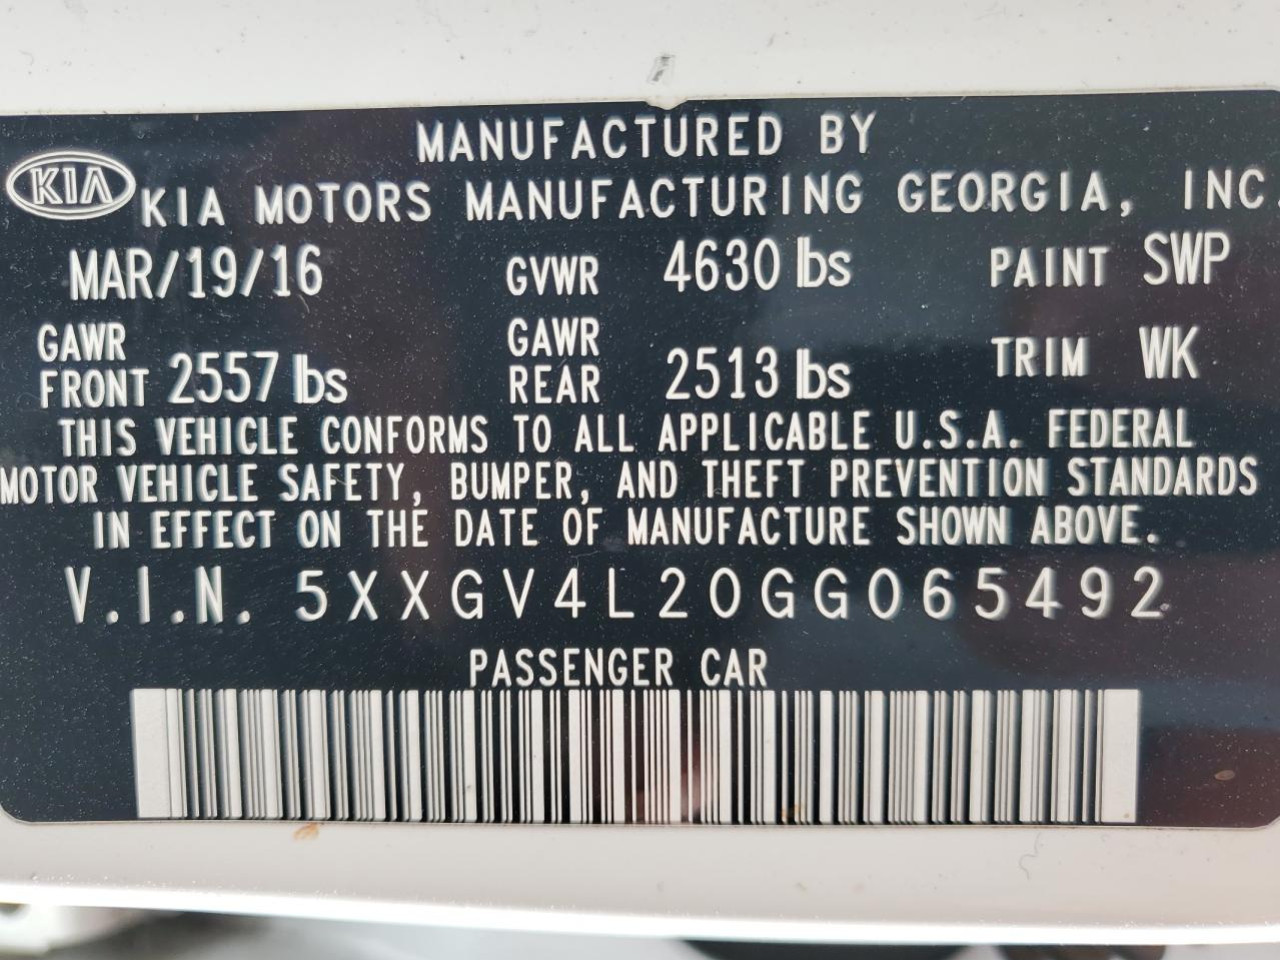 MANUFACTURED BY
KIA KIA MOTORS MANUFACTURING GEORGIA, INC.
MAR/19/16 GVWR 4630 lbs PAINT SWP
GAWR FRONT 2557 lbs GAWR REAR 2513 lbs TRIM WK
THIS VEHICLE CONFORMS TO ALL APPLICABLE U.S.A. FEDERAL
MOTOR VEHICLE SAFETY, BUMPER, AND THEFT PREVENTION STANDARDS
IN EFFECT ON THE DATE OF MANUFACTURE SHOWN ABOVE.
V.I.N. 5XXGV4L20GG065492
PASSENGER CAR